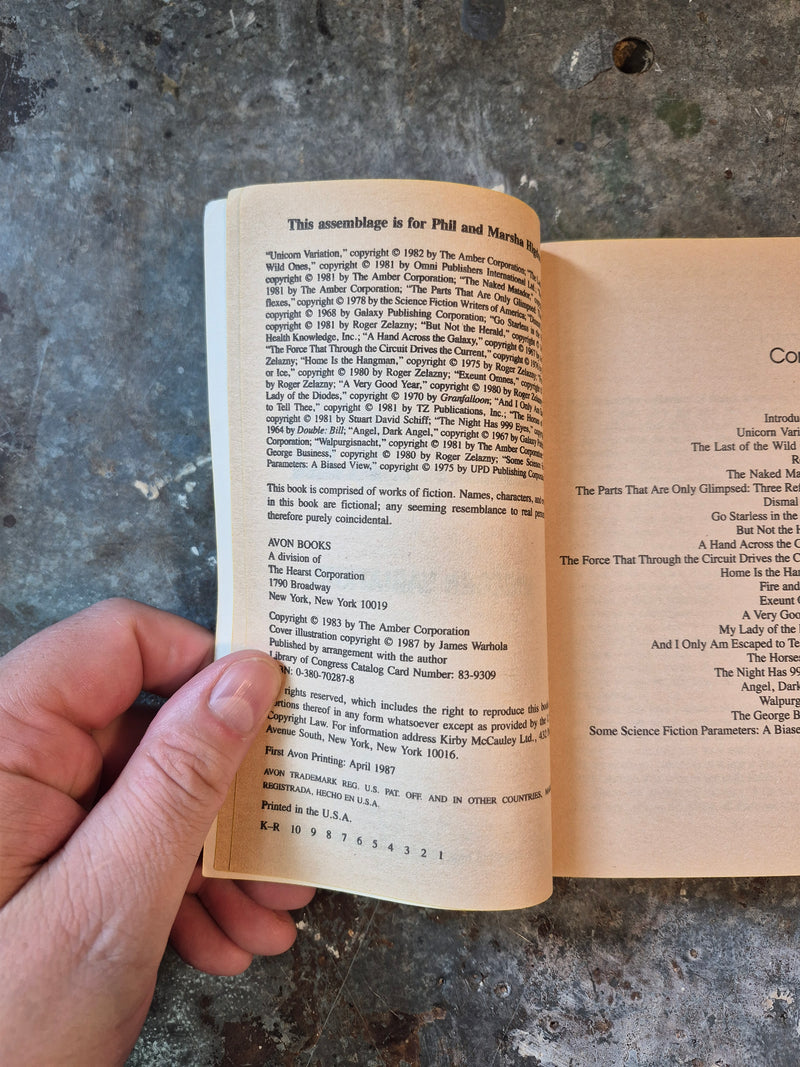 This assemblage is for Phil and Marsha
"Unicorn Variation," copyright © 1982 by The Amber Corporation; "The
Wild Ones," copyright © 1981 by Omni Publishers International Ltd.
copyright © 1981 by The Amber Corporation; "The Naked Matador,"
1981 by The Amber Corporation; "The Parts That Are Only Glimpsed
flexes," copyright © 1978 by the Science Fiction Writers of America;
copyright © 1968 by Galaxy Publishing Corporation; "Go Starless in
copyright © 1981 by Roger Zelazny; "But Not the Herald," copyright ©
Health Knowledge, Inc.; "A Hand Across the Galaxy," copyright © 1967
"The Force That Through the Circuit Drives the Current," copyright ©
Zelazny; "Home Is the Hangman," copyright © 1975 by Roger Zelazny;
or Ice," copyright © 1980 by Roger Zelazny; "Exeunt Omnes," copyright
by Roger Zelazny; "A Very Good Year," copyright © 1980 by Roger
Lady of the Diodes," copyright © 1970 by Granfalloon; "And I Only Am
to Tell Thee," copyright © 1981 by TZ Publications, Inc.; "The Horses
copyright © 1981 by Stuart David Schiff; "The Night Has 999 Eyes,"
1964 by Double: Bill; "Angel, Dark Angel," copyright © 1967 by Galaxy
Corporation; "Walpurgisnacht," copyright © 1981 by The Amber Corporation
George Business," copyright © 1980 by Roger Zelazny; "Some Science
Parameters: A Biased View," copyright © 1975 by UPD Publishing
This book is comprised of works of fiction. Names, characters, and
in this book are fictional; any seeming resemblance to real
therefore purely coincidental.
AVON BOOKS
A division of
The Hearst Corporation
1790 Broadway
New York, New York 10019
Copyright © 1983 by The Amber Corporation
Cover illustration copyright © 1987 by James Warhola
Published by arrangement with the author
Library of Congress Catalog Card Number: 83-9309
0-380-70287-8
rights reserved, which includes the right to reproduce this
thereof in any form whatsoever except as provided by the
Copyright Law. For information address Kirby McCauley Ltd., 432
Avenue South, New York, New York 10016.
First Avon Printing: April 1987
AVON TRADEMARK REG. U.S. PAT. OFF. AND IN OTHER COUNTRIES,
REGISTRADA, HECHO EN U.S.A.
Printed in the U.S.A.
K–R 10 9 8 7 6 5 4 3 2 1
Con
Introdu
Unicorn Vari
The Last of the Wild
R
The Naked Ma
The Parts That Are Only Glimpsed: Three Ref
Dismal
Go Starless in the
But Not the H
A Hand Across the G
The Force That Through the Circuit Drives the C
Home Is the Han
Fire and
Exeunt O
A Very Goo
My Lady of the
And I Only Am Escaped to Te
The Horse
The Night Has 99
Angel, Dark
Walpurg
The George B
Some Science Fiction Parameters: A Biase